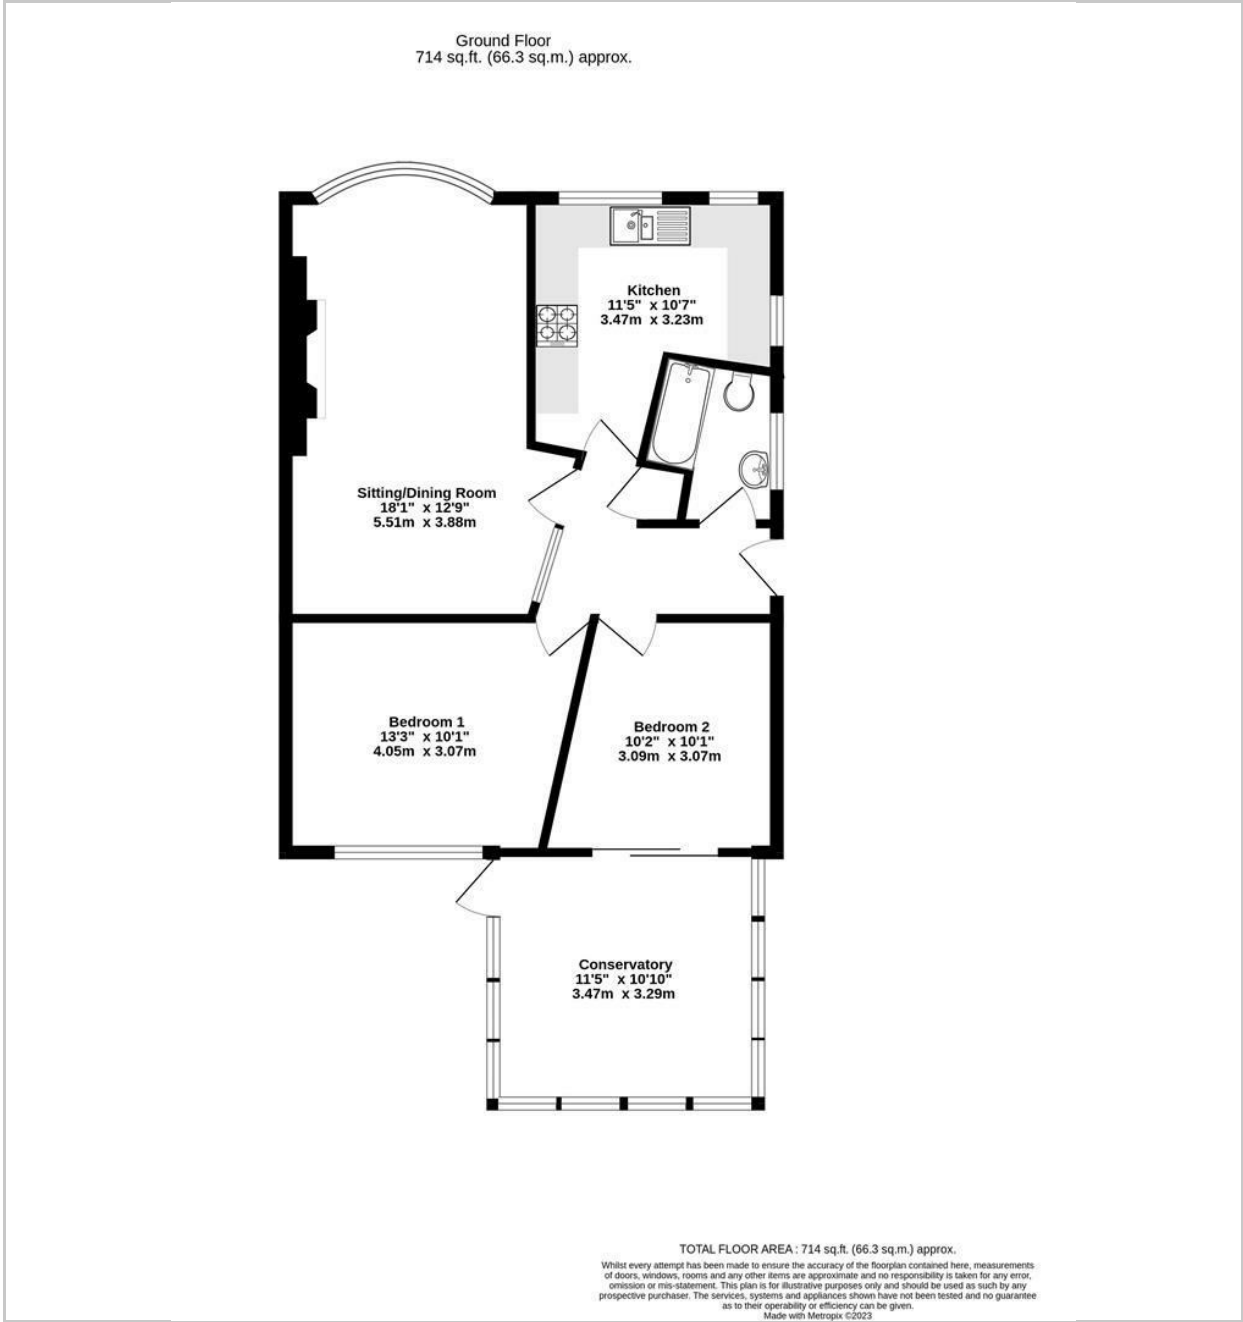 Ground Floor
714 sq.ft. (66.3 sq.m.) approx.
Kitchen
11'5" x 10'7"
3.47m x 3.23m
Sitting/Dining Room
18'1" x 12'9"
5.51m x 3.88m
Bedroom 1
13'3" x 10'1"
4.05m x 3.07m
Bedroom 2
10'2" x 10'1"
3.09m x 3.07m
Conservatory
11'5" x 10'10"
3.47m x 3.29m
TOTAL FLOOR AREA : 714 sq.ft. (66.3 sq.m.) approx.
Whilst every attempt has been made to ensure the accuracy of the floorplan contained here, measurements
of doors, windows, rooms and any other items are approximate and no responsibility is taken for any error,
omission or mis-statement. This plan is for illustrative purposes only and should be used as such by any
prospective purchaser. The services, systems and appliances shown have not been tested and no guarantee
as to their operability or efficiency can be given.
Made with Metropix ©2023